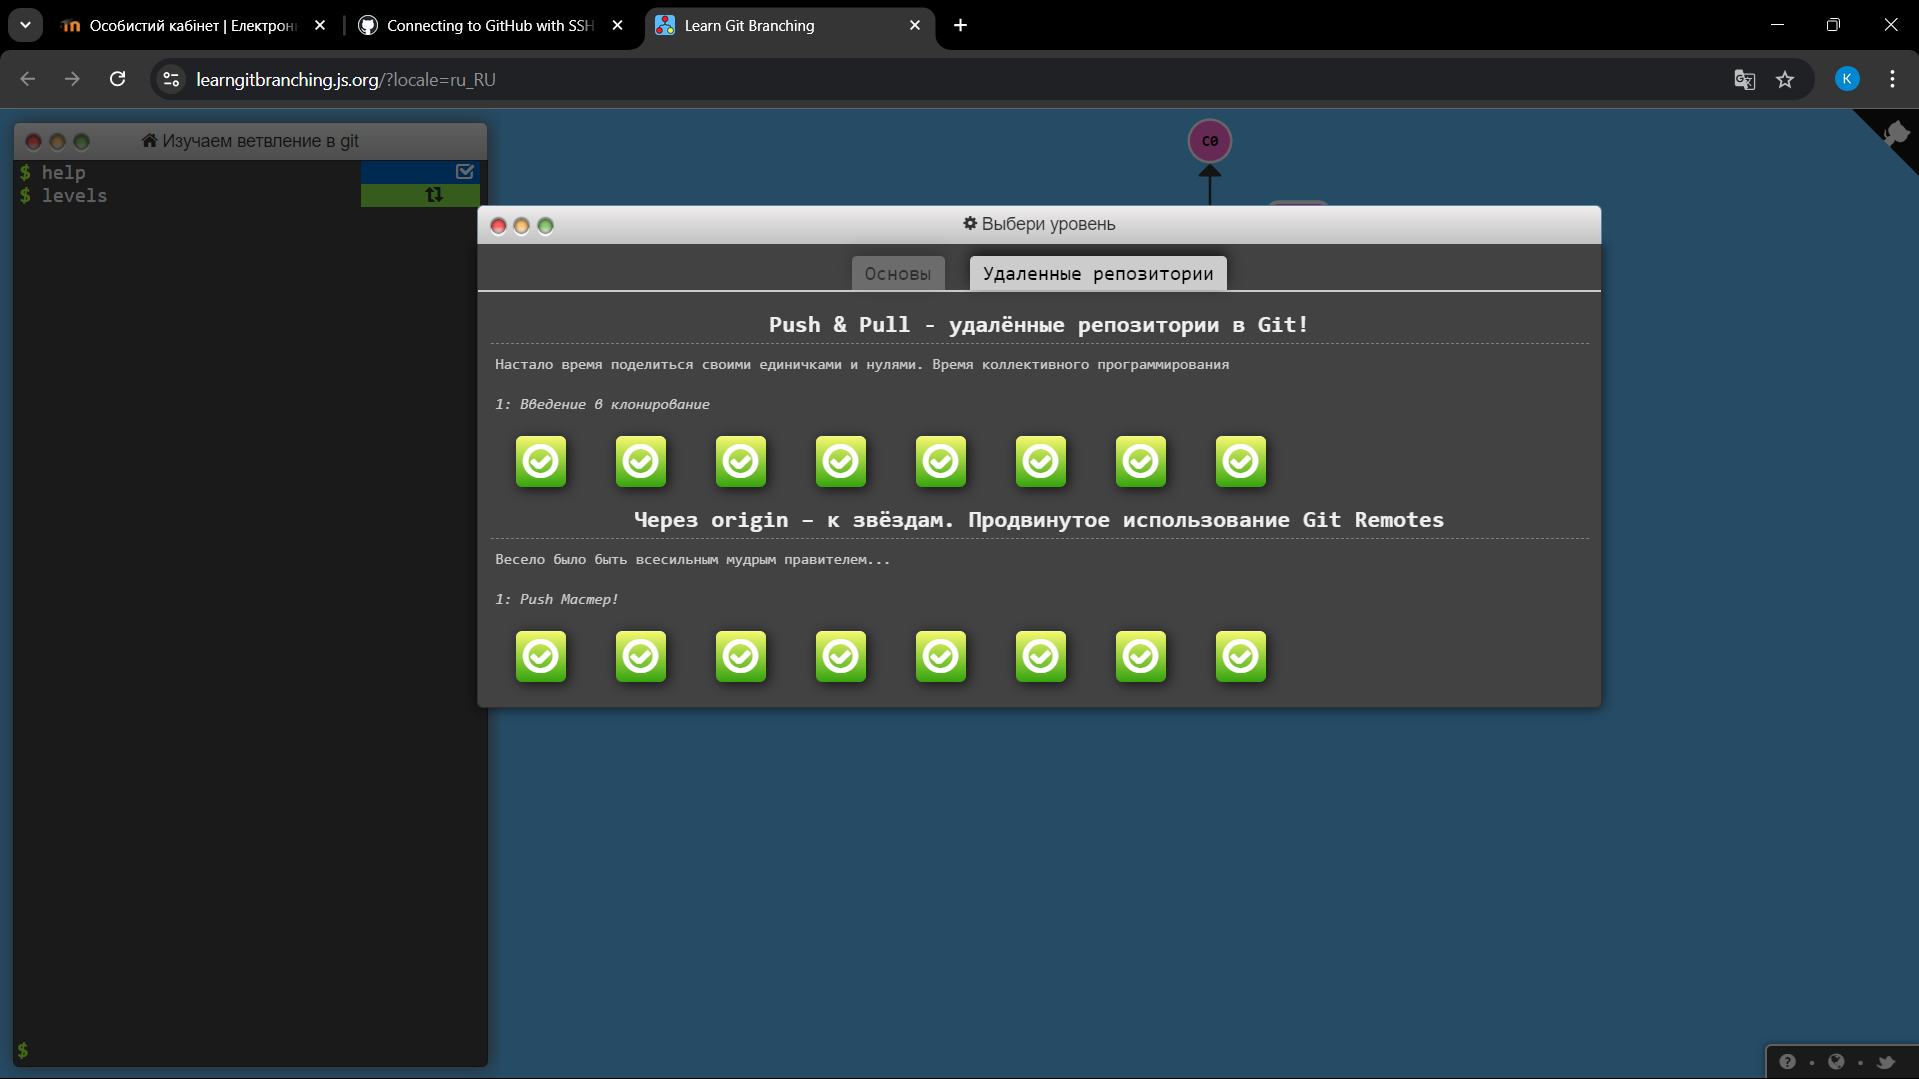 Особистий кабінет | Електрон
Connecting to GitHub with SSH
Learn Git Branching
learngitbranching.js.org/?locale=ru_RU
K
Изучаем ветвление в git
$ help
$ levels
C0
Выбери уровень
Основы
Удаленные репозитории
Push & Pull - удалённые репозитории в Git!
Настало время поделиться своими единичками и нулями. Время коллективного программирования
1: Введение в клонирование
Через origin – к звёздам. Продвинутое использование Git Remotes
Весело было быть всесильным мудрым правителем...
1: Push Мастер!
$